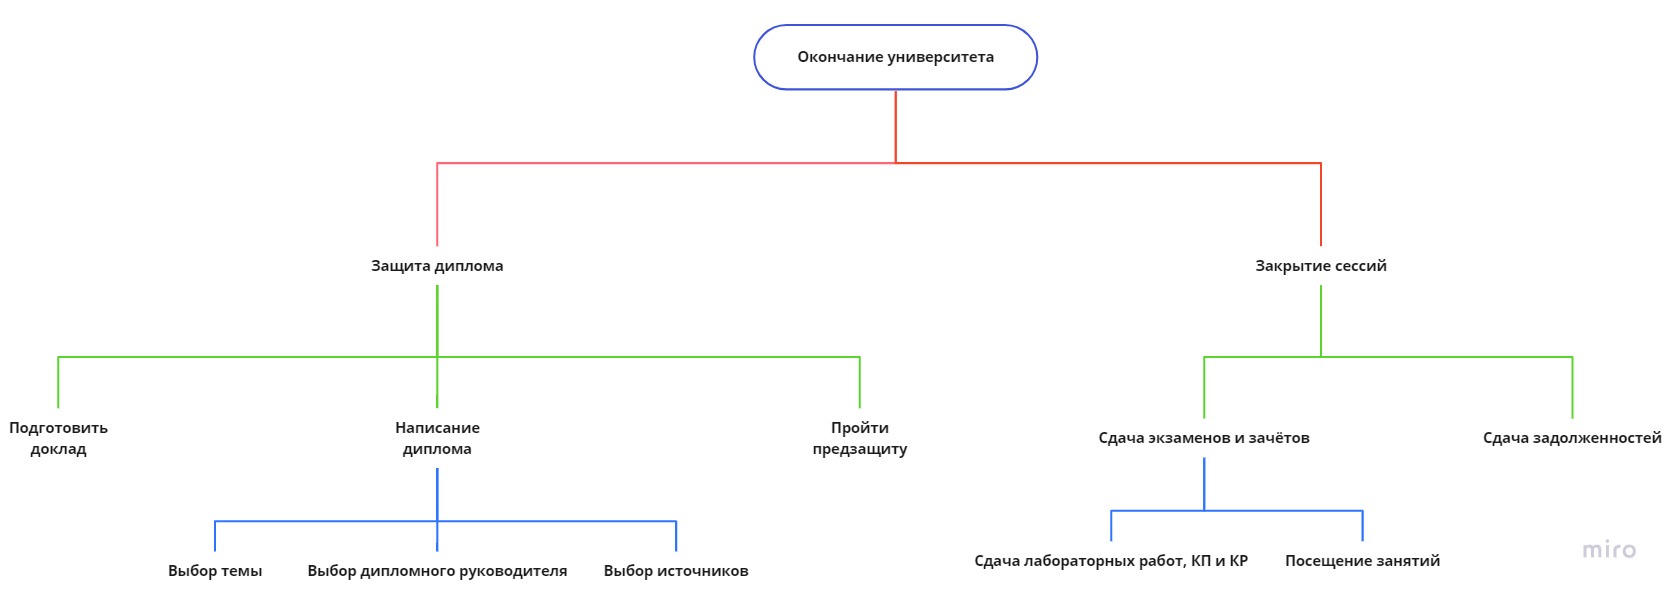 Окончание университета
Защита диплома
Закрытие сессий
Подготовить
доклад
Написание
диплома
Пройти
предзащиту
Сдача экзаменов и зачётов
Сдача задолженностей
Выбор темы
Выбор дипломного руководителя
Выбор источников
Сдача лабораторных работ, КП и КР
Посещение занятий
miro